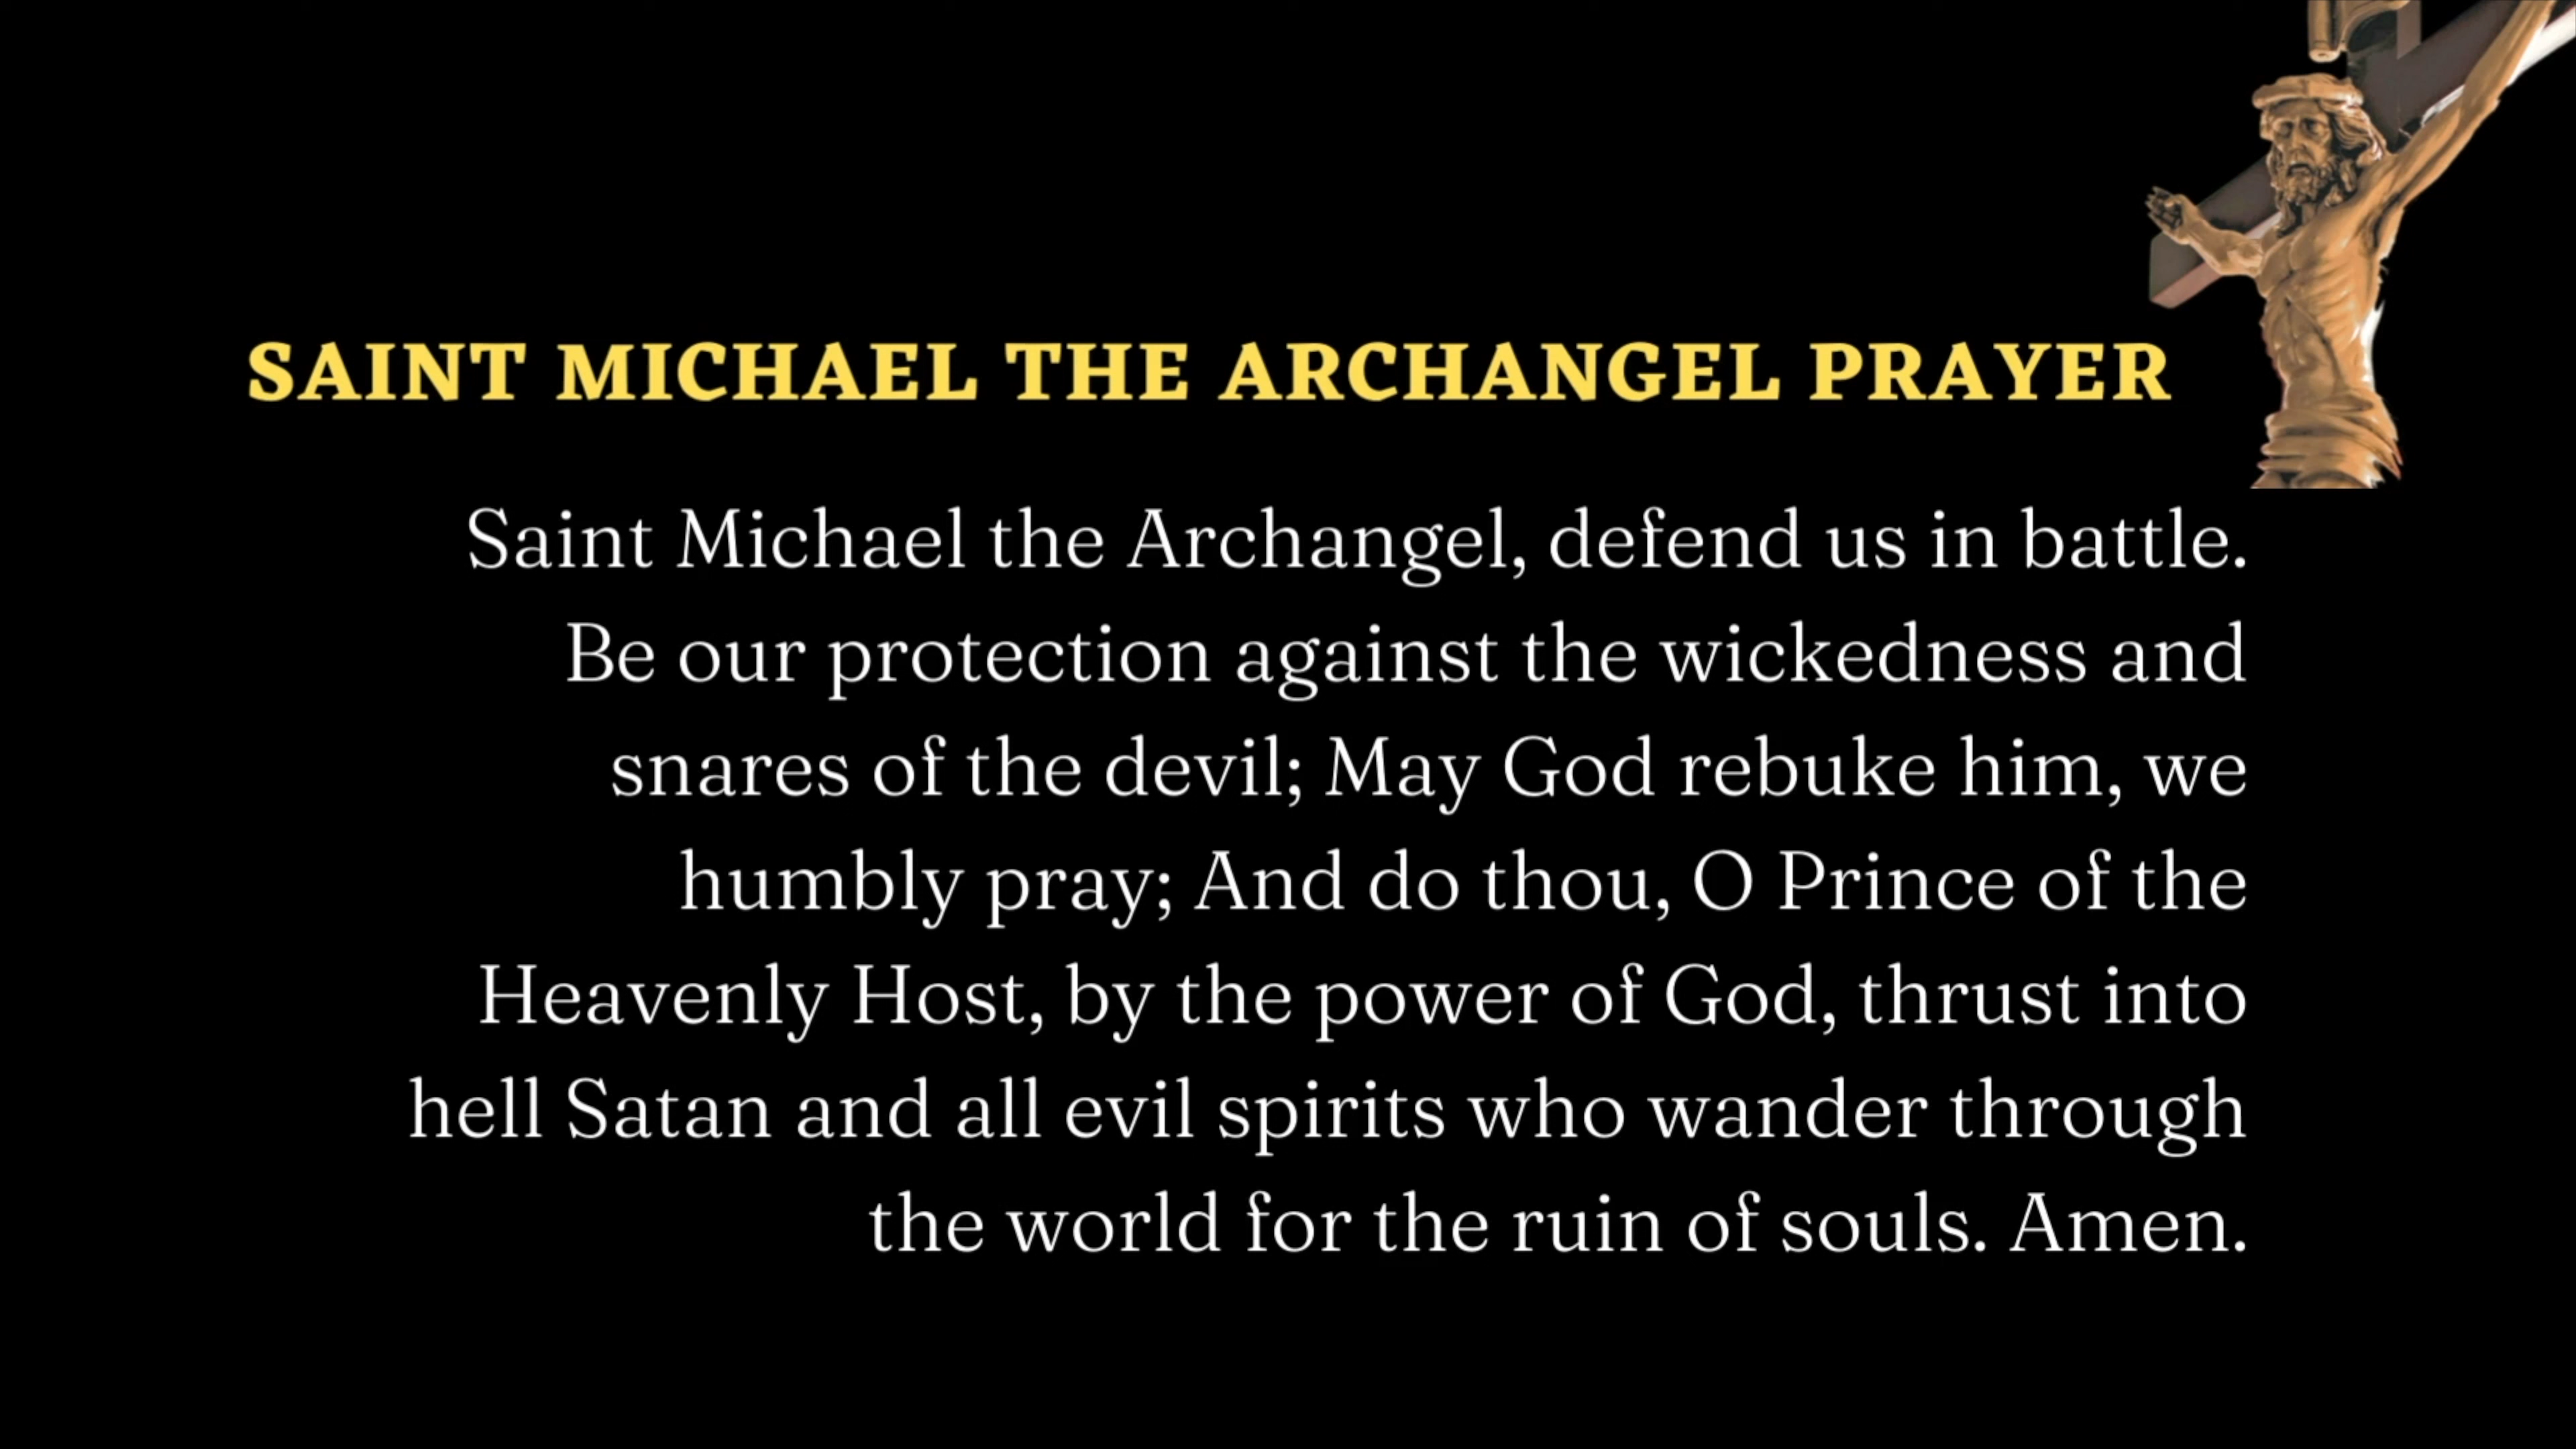 SAINT MICHAEL THE ARCHANGEL PRAYER
Saint Michael the Archangel, defend us in battle.
Be our protection against the wickedness and
snares of the devil; May God rebuke him, we
humbly pray; And do thou, O Prince of the
Heavenly Host, by the power of God, thrust into
hell Satan and all evil spirits who wander through
the world for the ruin of souls. Amen.